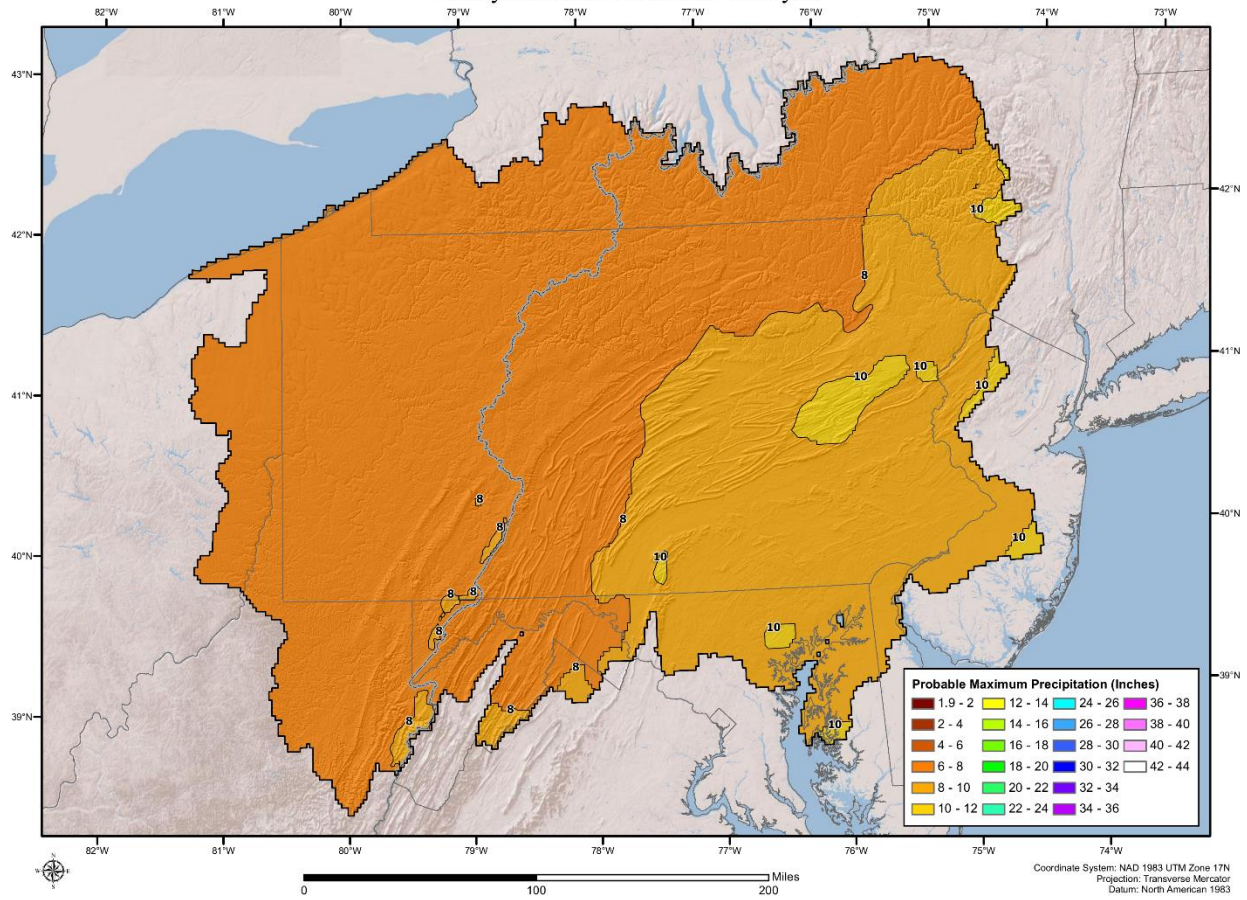 82°W 81°W 80°W 79°W 78°W 77°W 76°W 75°W 74°W 73°W
43°N
42°N 42°N
10
8
41°N 41°N
10 10
10
8
8
8
40°N 40°N
10
10
8 8
8
10
8
39°N 39°N
8
8
10
Probable Maximum Precipitation (Inches)
1.9 - 2 12 - 14 24 - 26 36 - 38
2 - 4 14 - 16 26 - 28 38 - 40
4 - 6 16 - 18 28 - 30 40 - 42
6 - 8 18 - 20 30 - 32 42 - 44
8 - 10 20 - 22 32 - 34
10 - 12 22 - 24 34 - 36
82°W 81°W 80°W 79°W 78°W 77°W 76°W 75°W 74°W
N
W E
S
Miles
0 100 200
Coordinate System: NAD 1983 UTM Zone 17N
Projection: Transverse Mercator
Datum: North American 1983